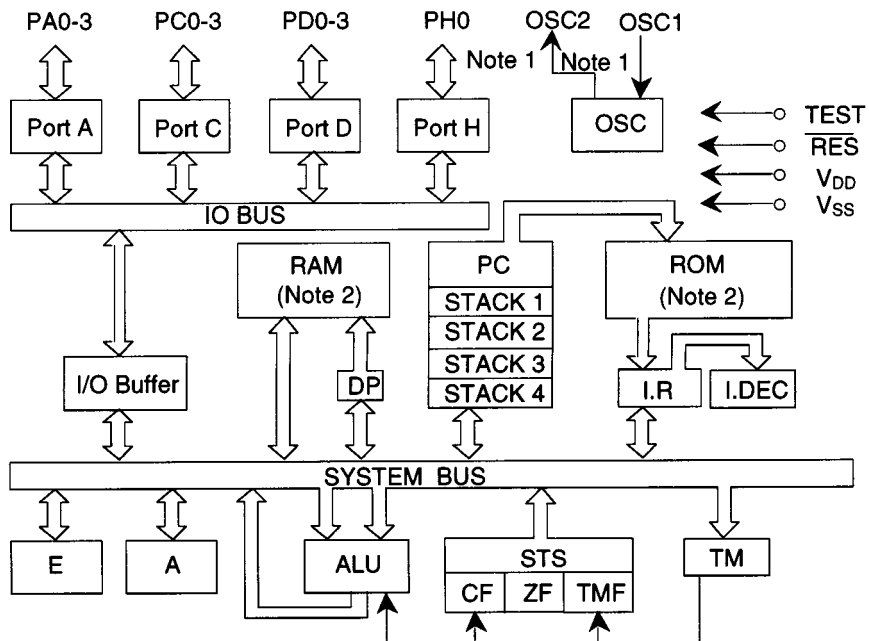 PA0-3 PC0-3 PD0-3 PH0 OSC2 OSC1
Note 1 Note 1
Port A Port C Port D Port H OSC
TEST
RES
VDD
VSS
IO BUS
RAM
(Note 2)
PC
ROM
(Note 2)
STACK 1
STACK 2
STACK 3
STACK 4
I/O Buffer
DP
I.R
I.DEC
SYSTEM BUS
E A ALU STS TM
CF ZF TMF